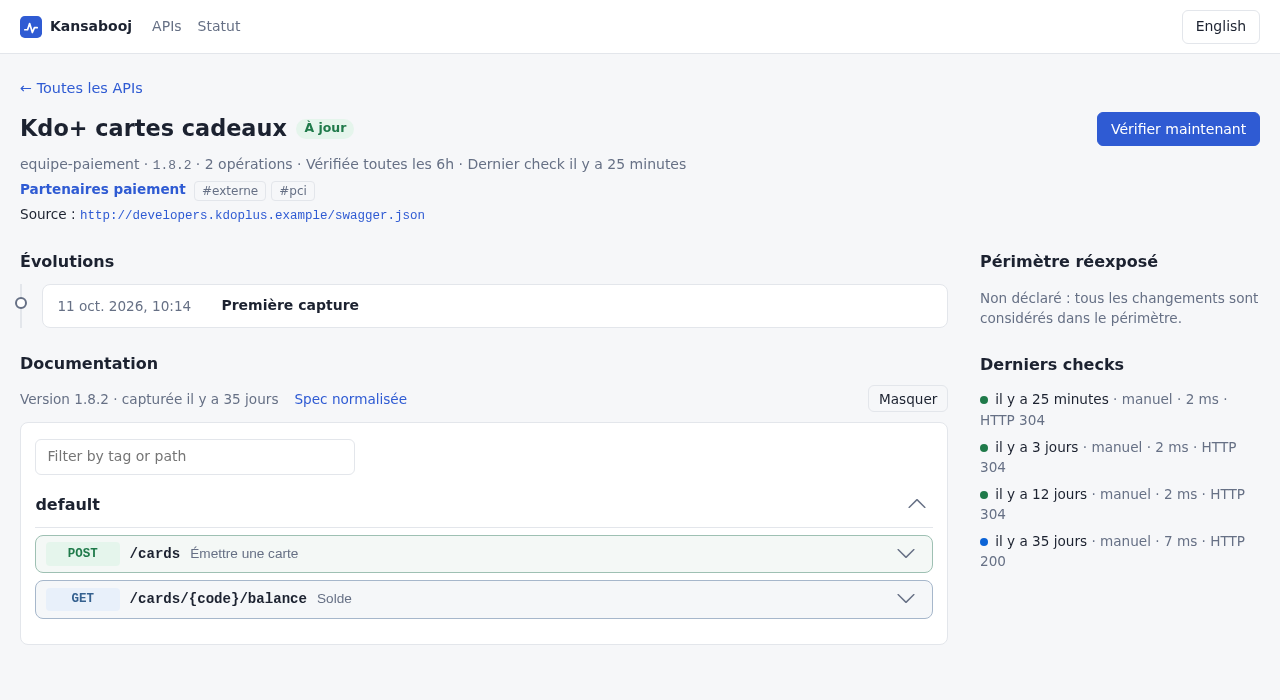 Kansabooj APIs Statut English
← Toutes les APIs
Kdo+ cartes cadeaux À jour Vérifier maintenant
equipe-paiement · 1.8.2 · 2 opérations · Vérifiée toutes les 6h · Dernier check il y a 25 minutes
Partenaires paiement #externe #pci
Source : http://developers.kdoplus.example/swagger.json
Évolutions
11 oct. 2026, 10:14 Première capture
Documentation
Version 1.8.2 · capturée il y a 35 jours Spec normalisée Masquer
Filter by tag or path
default
POST /cards Émettre une carte
GET /cards/{code}/balance Solde
Périmètre réexposé
Non déclaré : tous les changements sont
considérés dans le périmètre.
Derniers checks
il y a 25 minutes · manuel · 2 ms ·
HTTP 304
il y a 3 jours · manuel · 2 ms · HTTP
304
il y a 12 jours · manuel · 2 ms · HTTP
304
il y a 35 jours · manuel · 7 ms · HTTP
200